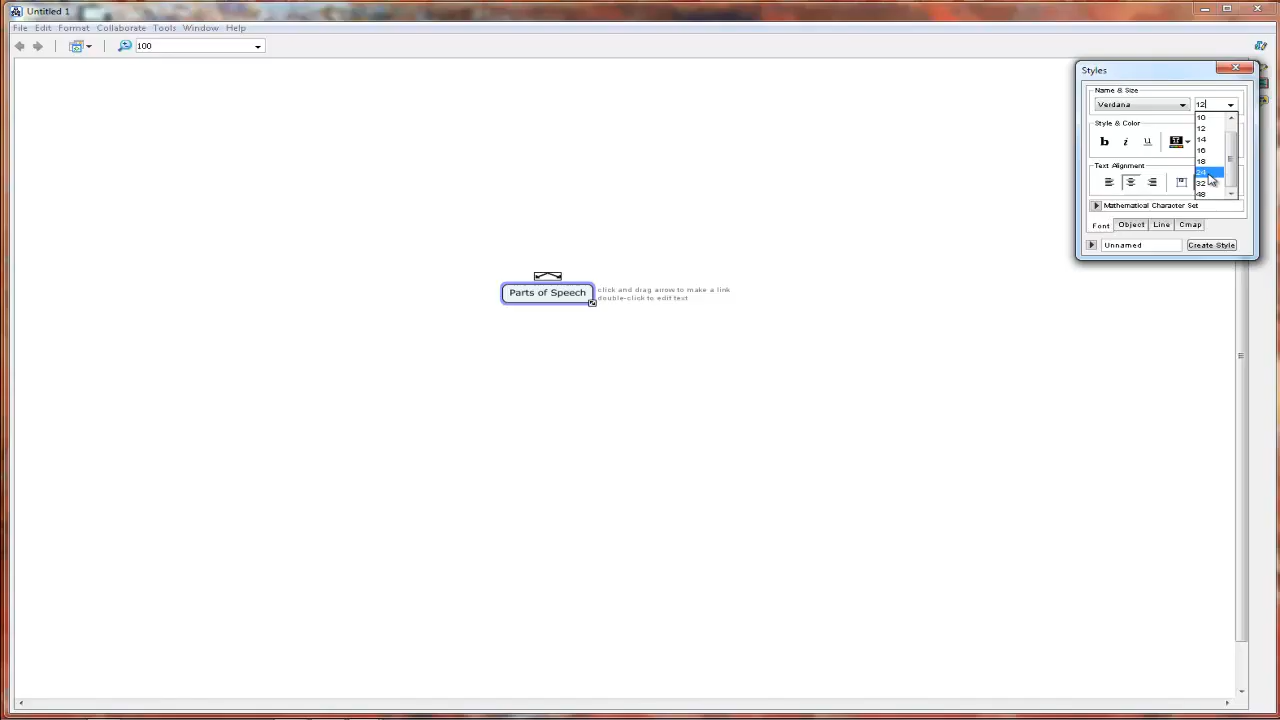 Untitled 1
File Edit Format Collaborate Tools Window Help
100
Styles
Name & Size
Verdana 12
10
12
14
16
18
24
32
48
Style & Color
b i u
Text Alignment
Mathematical Character Set
Font Object Line Cmap
Unnamed Create Style
Parts of Speech
click and drag arrow to make a link
double-click to edit text